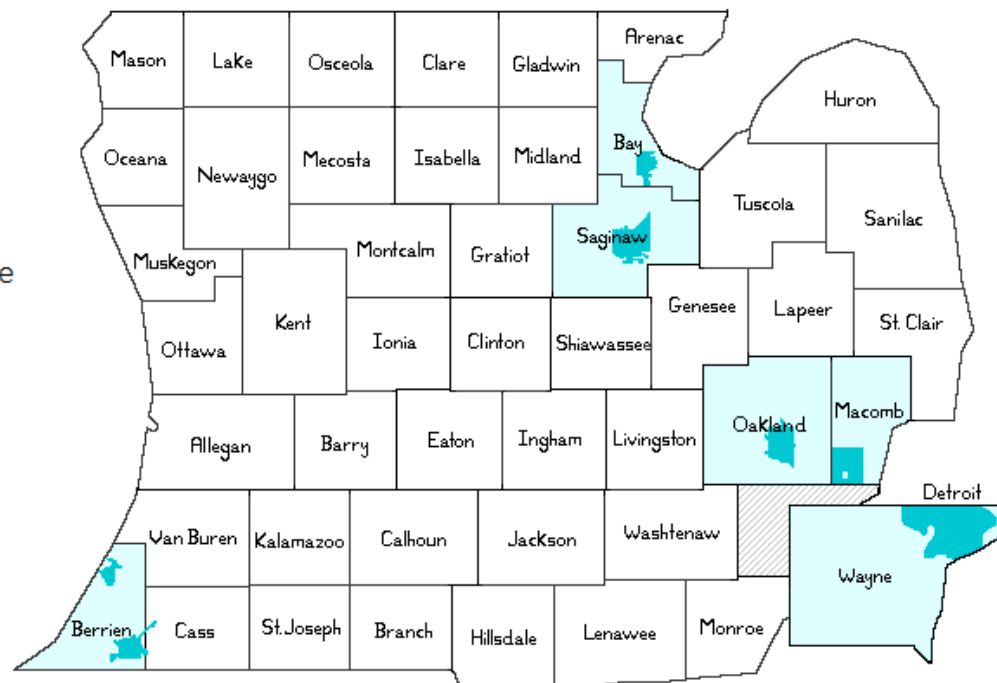 Arenac
Mason
Lake
Osceola
Clare
Gladwin
Huron
Bay
Oceana
Newaygo
Mecosta
Isabella
Midland
Tuscola
Sanilac
Saginaw
Muskegon
Montcalm
Gratiot
e
Genesee
Lapeer
St. Clair
Kent
Ottawa
Ionia
Clinton
Shiawassee
Macomb
Oakland
Allegan
Barry
Eaton
Ingham
Livingston
Detroit
Van Buren
Kalamazoo
Calhoun
Jackson
Washtenaw
Wayne
Berrien
Cass
St. Joseph
Branch
Hillsdale
Lenawee
Monroe